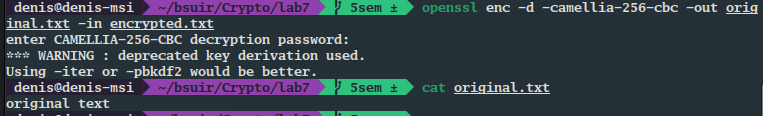 denis@denis-msi ~/bsuir/Crypto/lab7 5sem ± openssl enc -d -camellia-256-cbc -out orig
inal.txt -in encrypted.txt
enter CAMELLIA-256-CBC decryption password:
*** WARNING : deprecated key derivation used.
Using -iter or -pbkdf2 would be better.
denis@denis-msi ~/bsuir/Crypto/lab7 5sem ± cat original.txt
original text